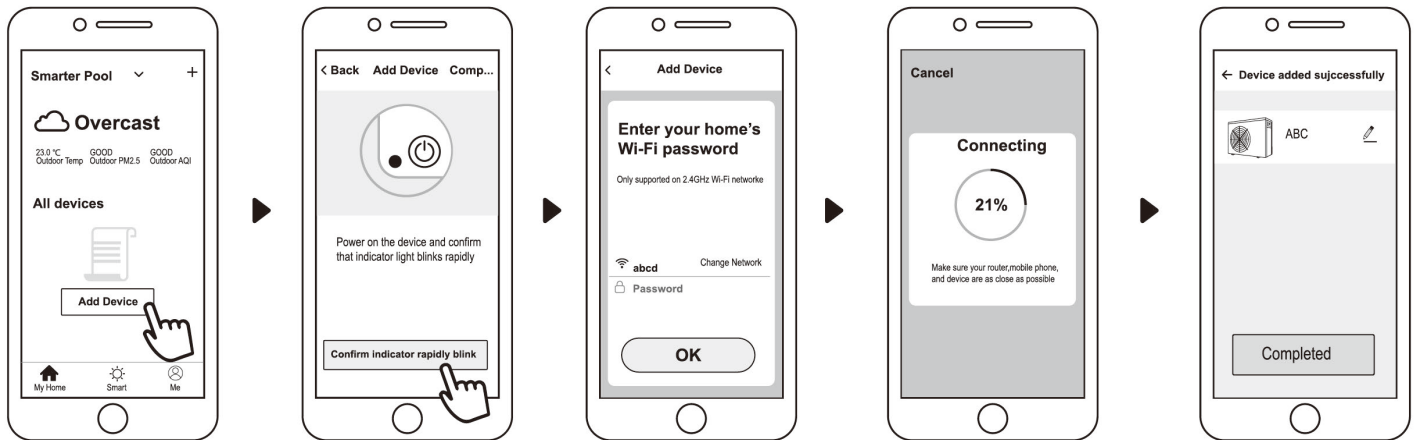 Smarter Pool
+
Overcast
23.0 ℃ GOOD GOOD
Outdoor Temp Outdoor PM2.5 Outdoor AQI
All devices
Add Device
My Home Smart Me
< Back Add Device Comp...
Power on the device and confirm
that indicator light blinks rapidly
Confirm indicator rapidly blink
< Add Device
Enter your home's
Wi-Fi password
Only supported on 2.4GHz Wi-Fi networke
abcd Change Network
Password
OK
Cancel
Connecting
21%
Make sure your router,mobile phone,
and device are as close as possible
← Device added sujccessfully
ABC
Completed